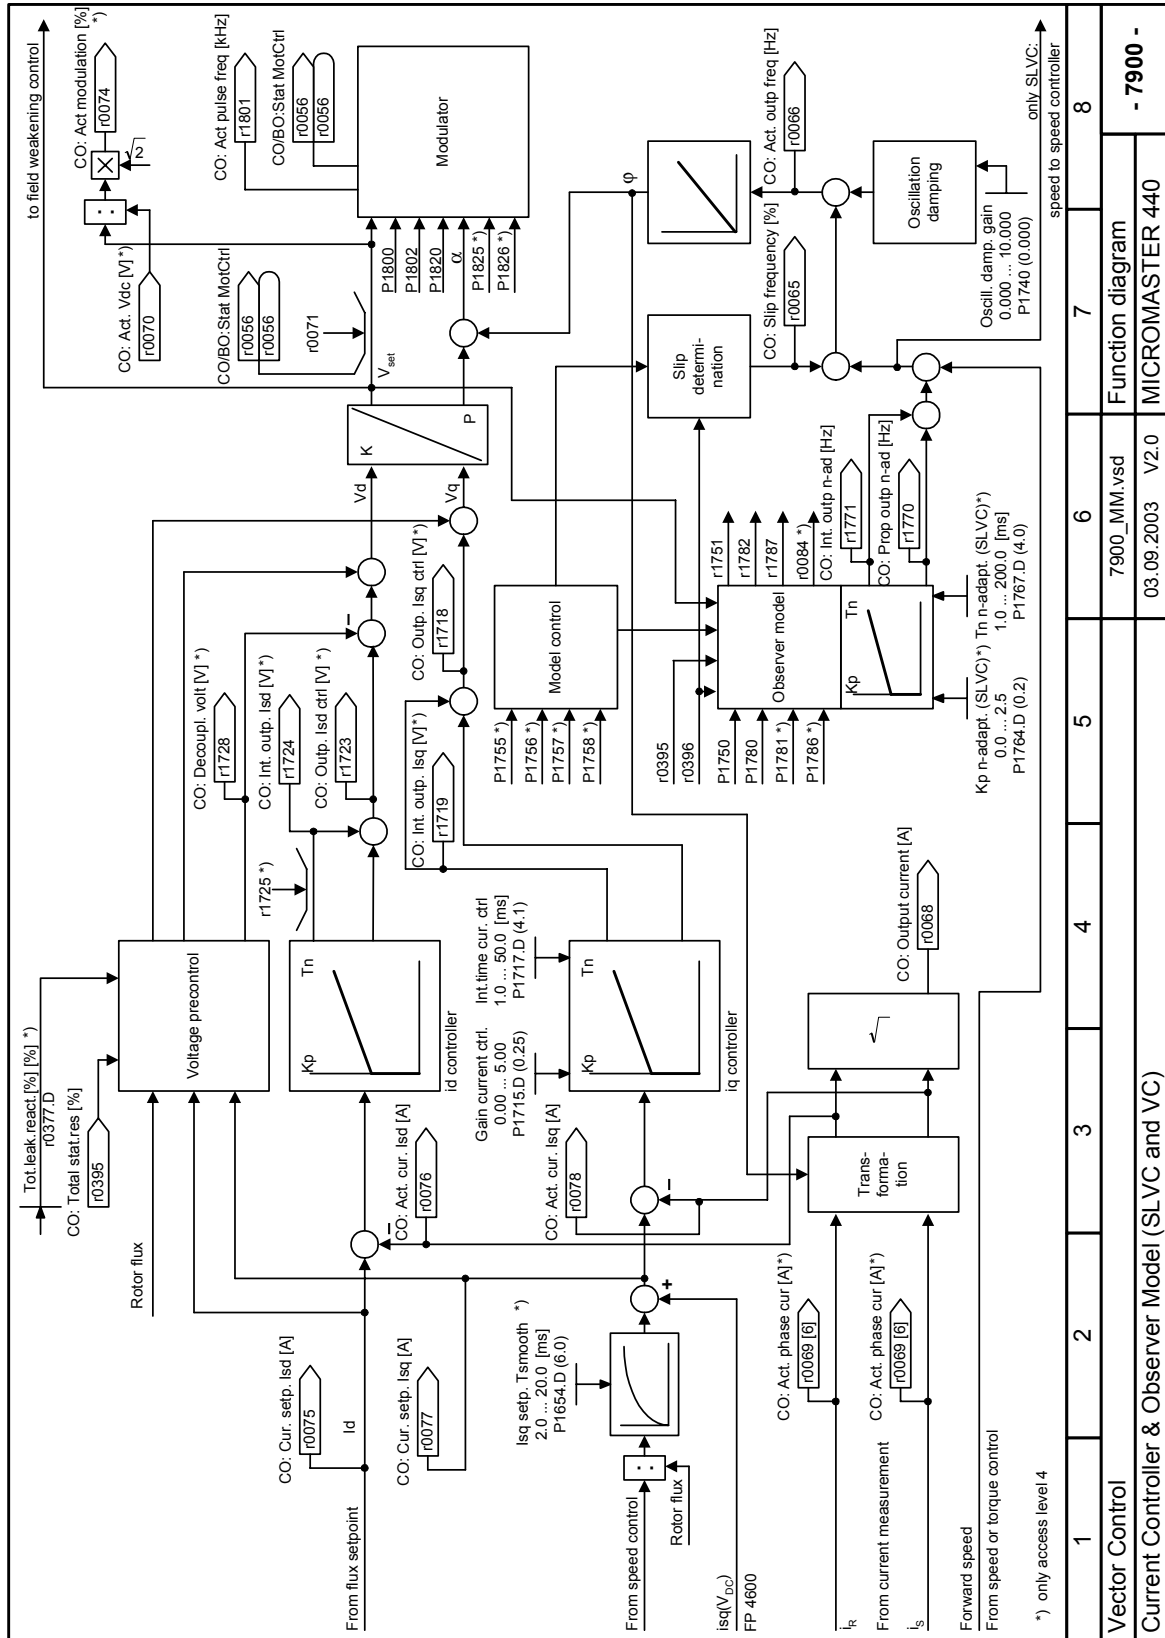 From flux setpoint
CO: Cur. setp. Isd [A]
r0075
Id
CO: Cur. setp. Isq [A]
r0077
From speed control
Rotor flux
isq(VDC)
FP 4600
Isq setp. Tsmooth *)
2.0 ... 20.0 [ms]
P1654.D (6.0)
+
iR
From current measurement
iS
CO: Act. phase cur [A]*)
r0069 [6]
CO: Act. phase cur [A]*)
r0069 [6]
Forward speed
From speed or torque control
*) only access level 4
Tot.leak.react.[%] [%] *)
r0377.D
CO: Total stat.res [%]
r0395
Rotor flux
Voltage precontrol
CO: Act. cur. Isd [A]
r0076
Kp
Tn
id controller
Gain current ctrl.
0.00 ... 5.00
P1715.D (0.25)
Int.time cur. ctrl
1.0 ... 50.0 [ms]
P1717.D (4.1)
CO: Act. cur. Isq [A]
r0078
Kp
Tn
iq controller
Trans-
forma-
tion
√
CO: Output current [A]
r0068
r1725 *)
CO: Decoupl. volt [V] *)
r1728
CO: Int. outp. Isd [V]*)
r1724
CO: Outp. Isd ctrl [V]*)
r1723
CO: Int. outp. Isq [V]*)
r1719
CO: Outp. Isq ctrl [V]*)
r1718
P1755 *)
P1756*)
P1757*)
P1758*)
Model control
r0395
r0396
P1750
P1780
P1781 *)
P1786 *)
Observer model
Kp
Tn
r1751
r1782
r1787
r0084 *)
CO: Int. outp n-ad [Hz]
r1771
CO: Prop outp n-ad [Hz]
r1770
Kp n-adapt. (SLVC)*)
0.0 ... 2.5
P1764.D (0.2)
Tn n-adapt. (SLVC)*)
1.0 ... 200.0 [ms]
P1767.D (4.0)
Vd
Vq
K
P
Vset
to field weakening control
CO/BO:Stat MotCtrl
r0056
r0056
r0071
CO: Act. Vdc [V] *)
r0070
CO: Act modulation [%]
*)
r0074
√2
CO: Act pulse freq [kHz]
r1801
CO/BO:Stat MotCtrl
r0056
r0056
P1800
P1802
P1820
α
P1825 *)
P1826 *)
Modulator
φ
Slip
determi-
nation
CO: Slip frequency [%]
r0065
CO: Act. outp freq [Hz]
r0066
Oscillation
damping
Oscill. damp. gain
0.000 ... 10.000
P1740 (0.000)
only SLVC:
speed to speed controller
1
2
3
4
5
6
7
8
Vector Control
7900_MM.vsd
Function diagram
- 7900 -
Current Controller & Observer Model (SLVC and VC)
03.09.2003
V2.0
MICROMASTER 440